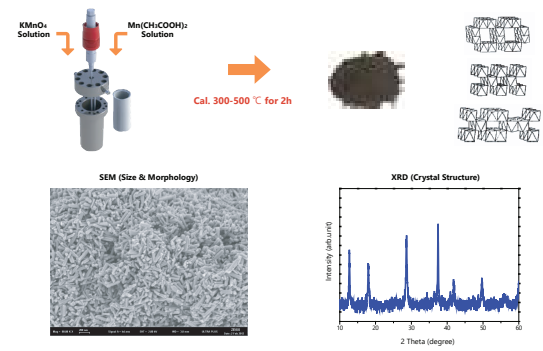 KMnO₄
Solution
Mn(CH₃COOH)₂
Solution
Cal. 300-500 ℃ for 2h
SEM (Size & Morphology)
XRD (Crystal Structure)
Intensity (arb.unit)
10 20 30 40 50 60
2 Theta (degree)